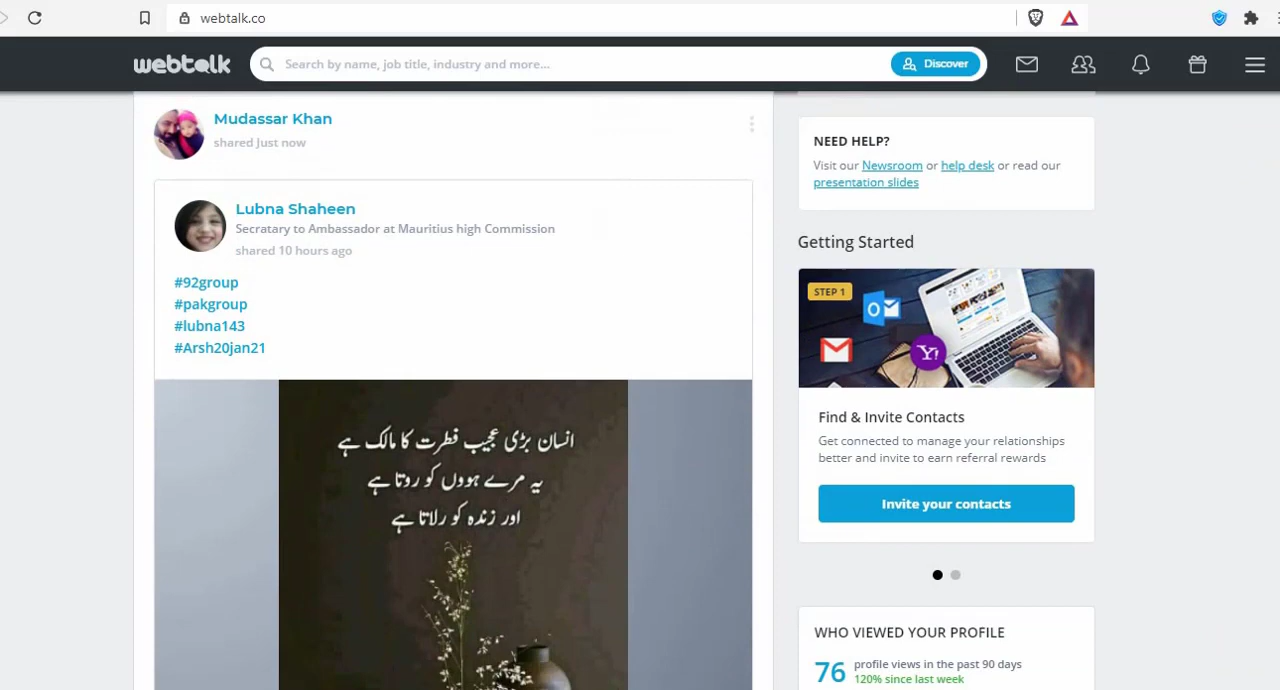 webtalk.co
webtalk
Search by name, job title, industry and more...
Discover
Mudassar Khan
shared Just now
Lubna Shaheen
Secratary to Ambassador at Mauritius high Commission
shared 10 hours ago
#92group
#pakgroup
#lubna143
#Arsh20jan21
انسان بڑی عجیب فطرت کا مالک ہے
یہ مرے ہووں کو روتا ہے
اور زندہ کو رلاتا ہے
NEED HELP?
Visit our Newsroom or help desk or read our
presentation slides
Getting Started
STEP 1
Find & Invite Contacts
Get connected to manage your relationships
better and invite to earn referral rewards
Invite your contacts
WHO VIEWED YOUR PROFILE
76 profile views in the past 90 days
120% since last week